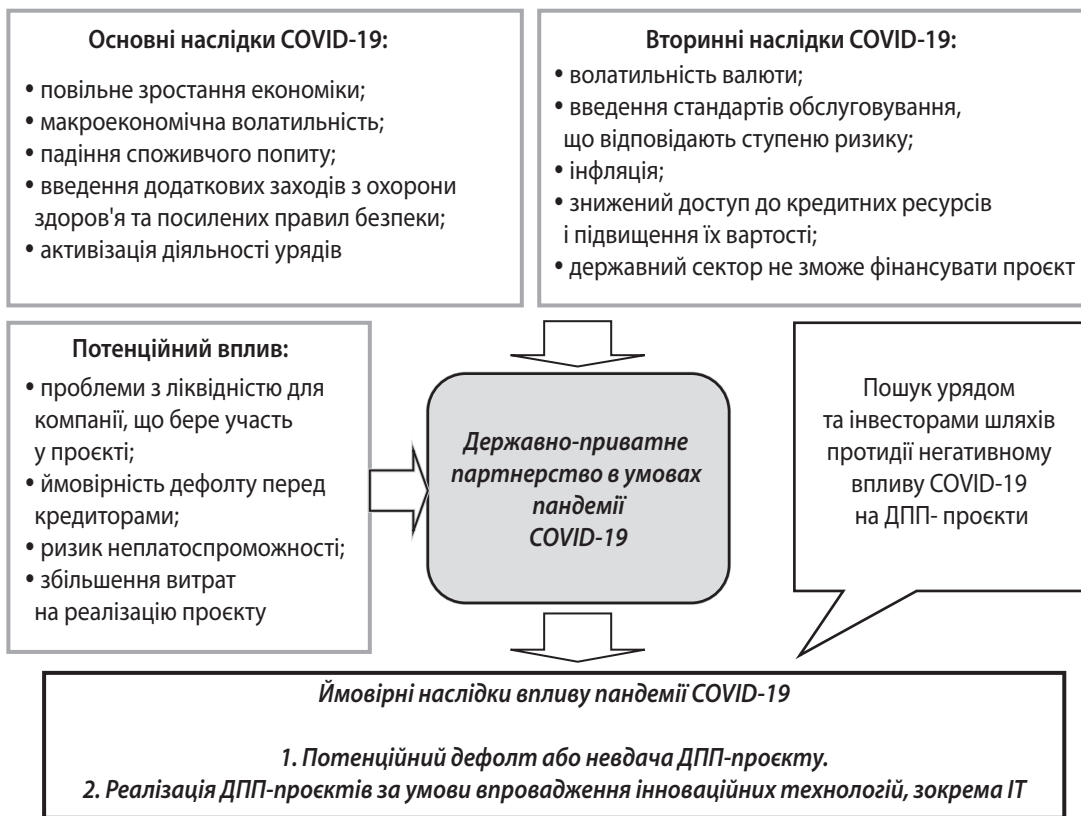 Основні наслідки COVID-19:
• повільне зростання економіки;
• макроекономічна волатильність;
• падіння споживчого попиту;
• введення додаткових заходів з охорони
здоров'я та посилених правил безпеки;
• активізація діяльності урядів
Вторинні наслідки COVID-19:
• волатильність валюти;
• введення стандартів обслуговування,
що відповідають ступеню ризику;
• інфляція;
• знижений доступ до кредитних ресурсів
і підвищення їх вартості;
• державний сектор не зможе фінансувати проєкт
Потенційний вплив:
• проблеми з ліквідністю для
компанії, що бере участь
у проєкті;
• ймовірність дефолту перед
кредиторами;
• ризик неплатоспроможності;
• збільшення витрат
на реалізацію проєкту
Державно-приватне
партнерство в умовах
пандемії
COVID-19
Пошук урядом
та інвесторами шляхів
протидії негативному
впливу COVID-19
на ДПП- проєкти
Ймовірні наслідки впливу пандемії COVID-19
1. Потенційний дефолт або невдача ДПП-проєкту.
2. Реалізація ДПП-проєктів за умови впровадження інноваційних технологій, зокрема ІТ